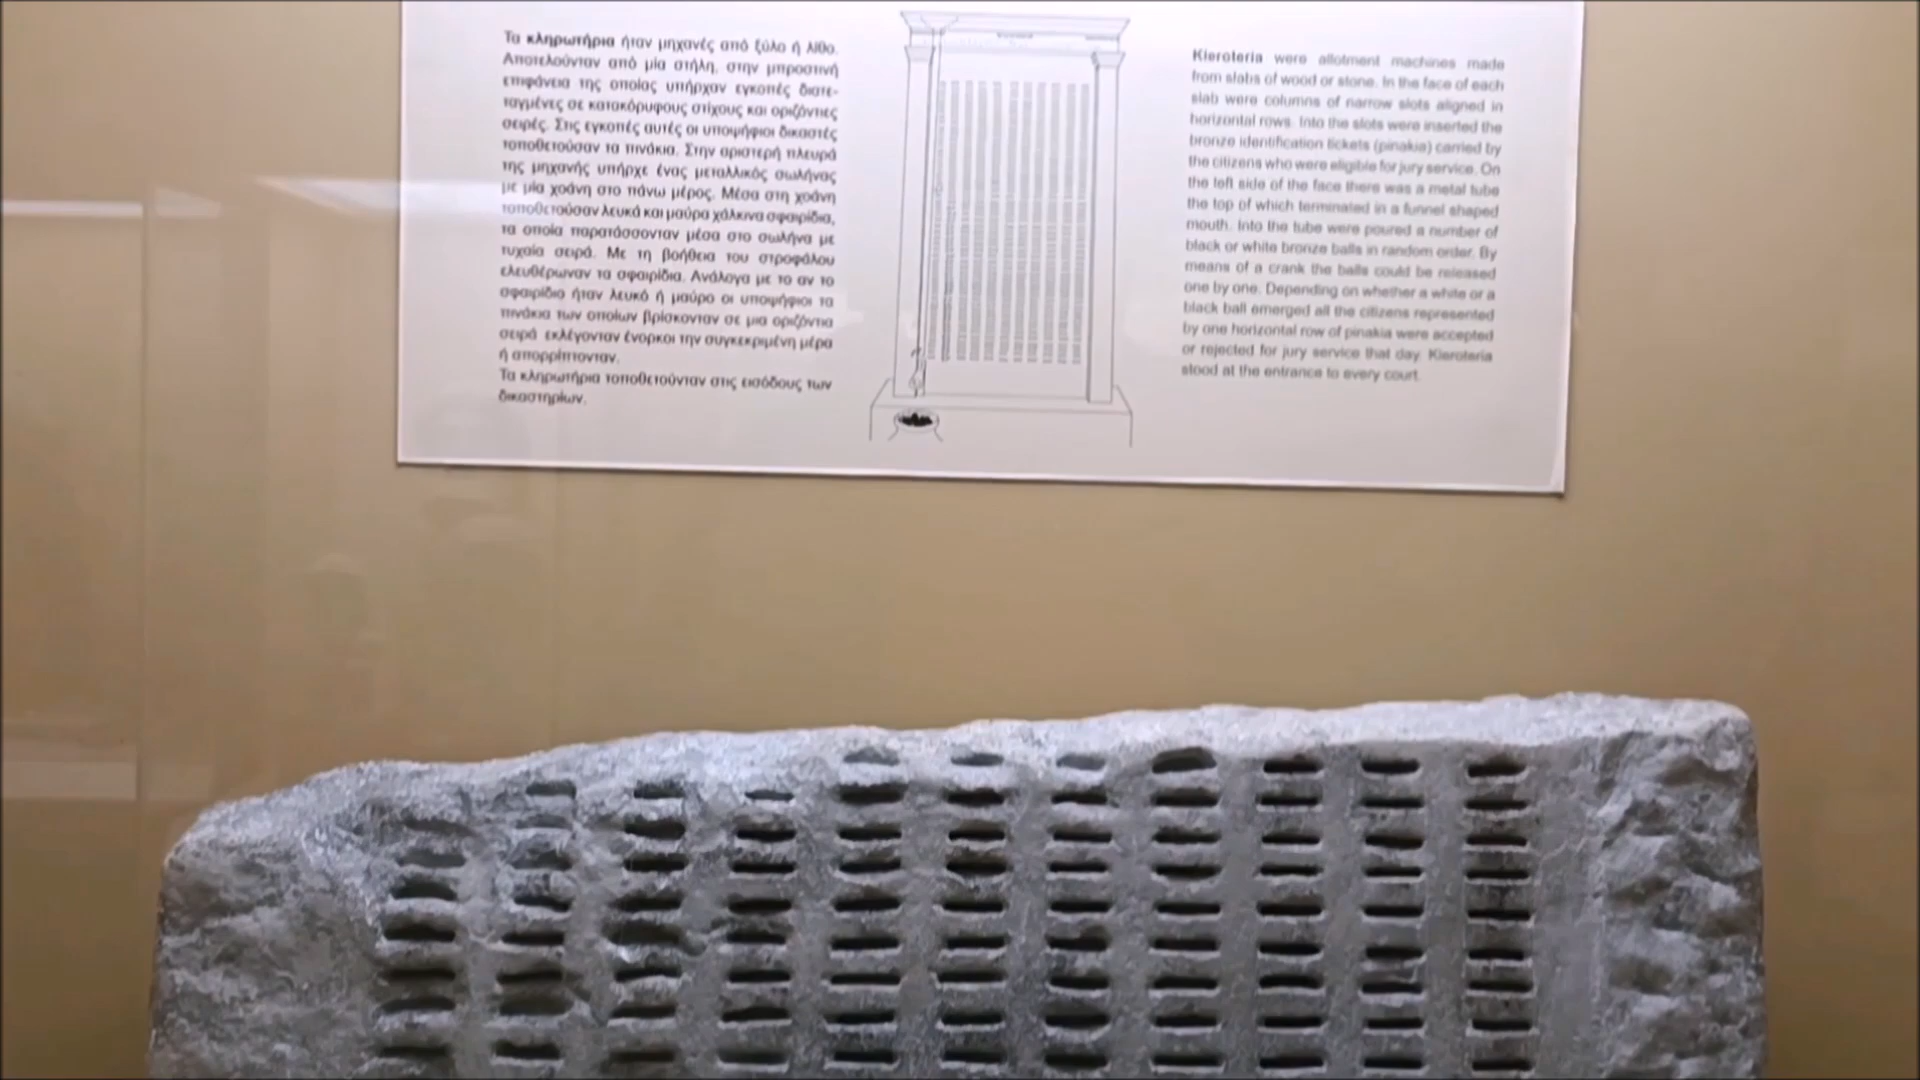 Τα κληρωτήρια ήταν μηχανές από ξύλο ή λίθο.
Αποτελούνταν από μία στήλη, στην μπροστινή
επιφάνεια της οποίας υπήρχαν εγκοπές διατε-
ταγμένες σε κατακόρυφους στίχους και οριζόντιες
σειρές. Στις εγκοπές αυτές οι υποψήφιοι δικαστές
τοποθετούσαν τα πινάκια. Στην αριστερή πλευρά
της μηχανής υπήρχε ένας μεταλλικός σωλήνας
με μία χοάνη στο πάνω μέρος. Μέσα στη χοάνη
τοποθετούσαν λευκά και μαύρα χάλκινα σφαιρίδια,
τα οποία παρατάσσονταν μέσα στο σωλήνα με
τυχαία σειρά. Με τη βοήθεια του στροφάλου
ελευθέρωναν τα σφαιρίδια. Ανάλογα με το αν το
σφαιρίδιο ήταν λευκό ή μαύρο οι υποψήφιοι τα
πινάκια των οποίων βρίσκονταν σε μια οριζόντια
σειρά εκλέγονταν ένορκοι την συγκεκριμένη μέρα
ή απορρίπτονταν.
Τα κληρωτήρια τοποθετούνταν στις εισόδους των
δικαστηρίων.
Kleroteria were allotment machines made
from slabs of wood or stone. In the face of each
slab were columns of narrow slots aligned in
horizontal rows. Into the slots were inserted the
bronze identification tickets (pinakia) carried by
the citizens who were eligible for jury service. On
the left side of the face there was a metal tube
the top of which terminated in a funnel shaped
mouth. Into the tube were poured a number of
black or white bronze balls in random order. By
means of a crank the balls could be released
one by one. Depending on whether a white or a
black ball emerged all the citizens represented
by one horizontal row of pinakia were accepted
or rejected for jury service that day. Kleroteria
stood at the entrance to every court.